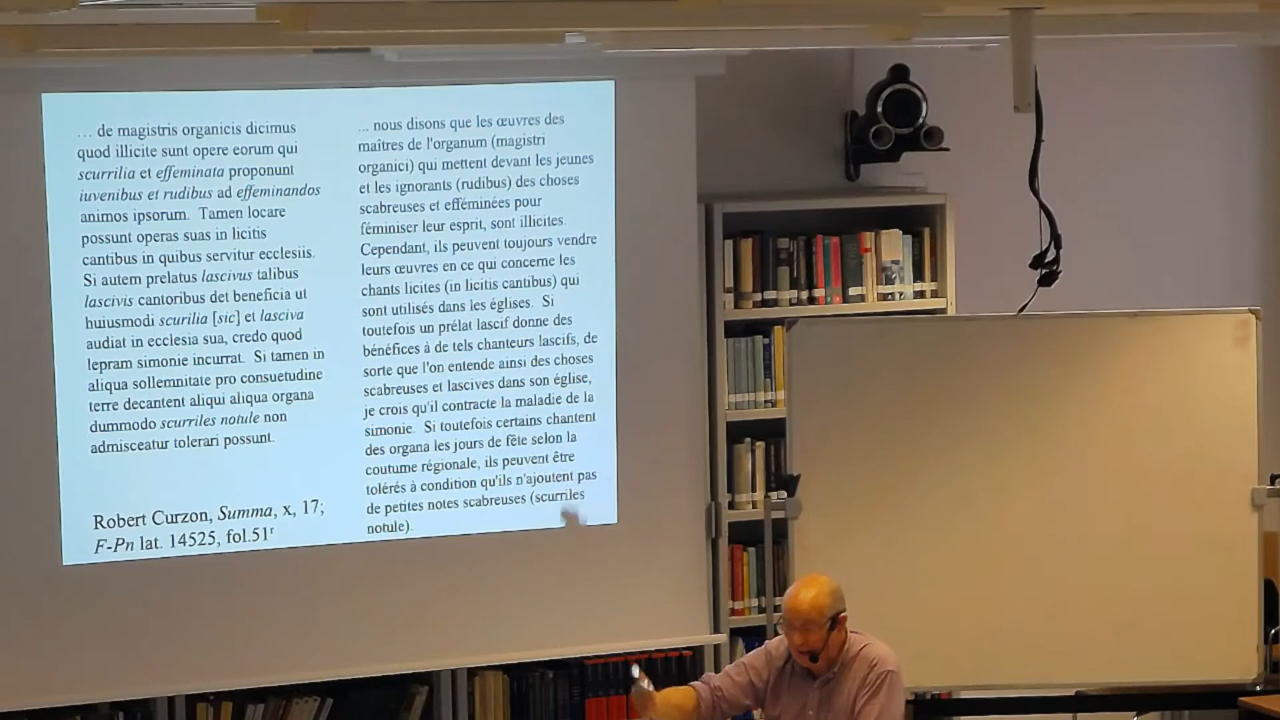 … de magistris organicis dicimus
quod illicite sunt opere eorum qui
scurrilia et effeminata proponunt
iuvenibus et rudibus ad effeminandos
animos ipsorum. Tamen locare
possunt operas suas in licitis
cantibus in quibus servitur ecclesiis.
Si autem prelatus lascivus talibus
lascivis cantoribus det beneficia ut
huiusmodi scurilia [sic] et lasciva
audiat in ecclesia sua, credo quod
lepram simonie incurrat. Si tamen in
aliqua sollemnitate pro consuetudine
terre decantent aliqui aliqua organa
dummodo scurriles notule non
admisceatur tolerari possunt.
Robert Curzon, Summa, x, 17;
F-Pn lat. 14525, fol.51r
... nous disons que les œuvres des
maîtres de l'organum (magistri
organici) qui mettent devant les jeunes
et les ignorants (rudibus) des choses
scabreuses et efféminées pour
féminiser leur esprit, sont illicites.
Cependant, ils peuvent toujours vendre
leurs œuvres en ce qui concerne les
chants licites (in licitis cantibus) qui
sont utilisés dans les églises. Si
toutefois un prélat lascif donne des
bénéfices à de tels chanteurs lascifs, de
sorte que l'on entende ainsi des choses
scabreuses et lascives dans son église,
je crois qu'il contracte la maladie de la
simonie. Si toutefois certains chantent
des organa les jours de fête selon la
coutume régionale, ils peuvent être
tolérés à condition qu'ils n'ajoutent pas
de petites notes scabreuses (scurriles
notule).